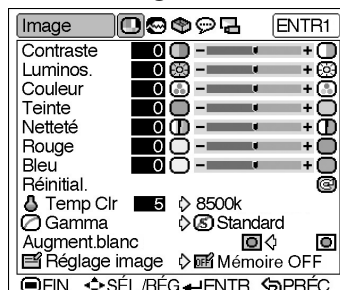 Image ENTR1
Contraste 0 - +
Luminos. 0 - +
Couleur 0 - +
Teinte 0 - +
Netteté 0 - +
Rouge 0 - +
Bleu 0 - +
Réinitial.
Temp Clr 5 8500k
Gamma S Standard
Augment.blanc
Réglage image OFF Mémoire OFF
FIN SÉL./RÉG ENTR PRÉC.